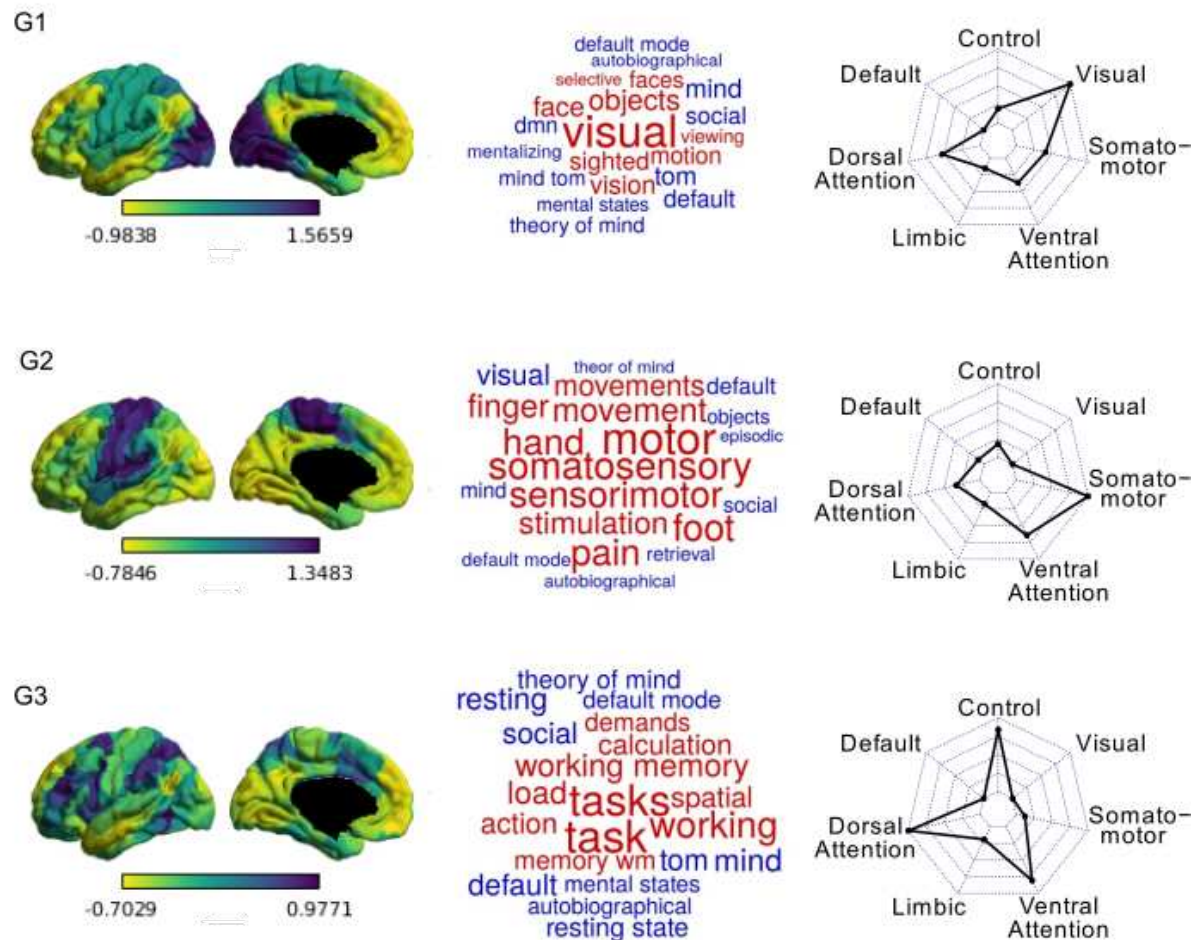 G1
-0.9838 1.5659
default mode
autobiographical
selective faces
mind
face objects
social
dmn visual viewing
mentalizing
sighted motion
mind tom vision tom
default
mental states
theory of mind
Control
Default Visual
Dorsal Attention
Somato-
motor
Limbic Ventral
Attention
G2
-0.7846 1.3483
theor of mind
visual movements default
finger movement objects
hand motor episodic
somatosensory
mind sensorimotor social
stimulation foot
default mode pain retrieval
autobiographical
Control
Default Visual
Dorsal Attention
Somato-
motor
Limbic Ventral
Attention
G3
-0.7029 0.9771
theory of mind
resting default mode
social demands
calculation
working memory
load tasks spatial
action task working
memory wm tom mind
default mental states
autobiographical
resting state
Control
Default Visual
Dorsal Attention
Somato-
motor
Limbic Ventral
Attention